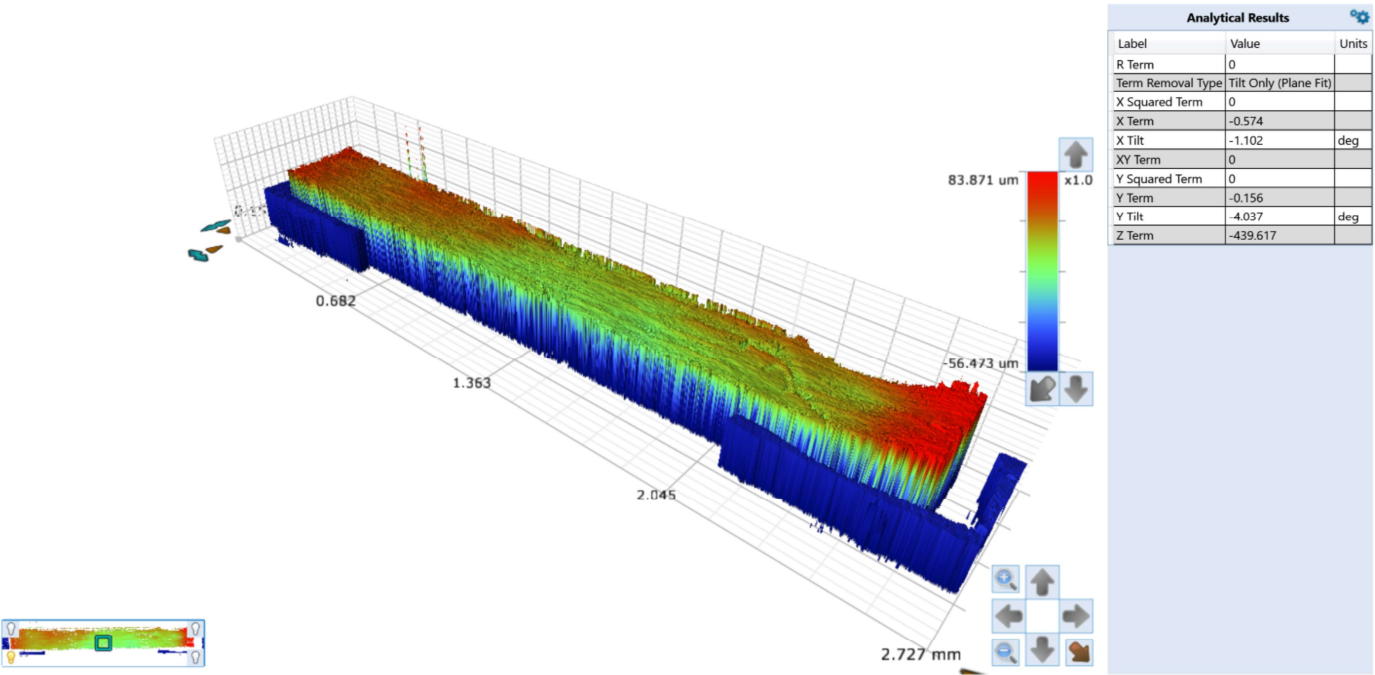 Analytical Results
Label Value Units
R Term 0
Term Removal Type Tilt Only (Plane Fit)
X Squared Term 0
X Term -0.574
X Tilt -1.102 deg
XY Term 0
Y Squared Term 0
Y Term -0.156
Y Tilt -4.037 deg
Z Term -439.617
83.871 um x1.0
-56.473 um
0.682
1.363
2.045
2.727 mm